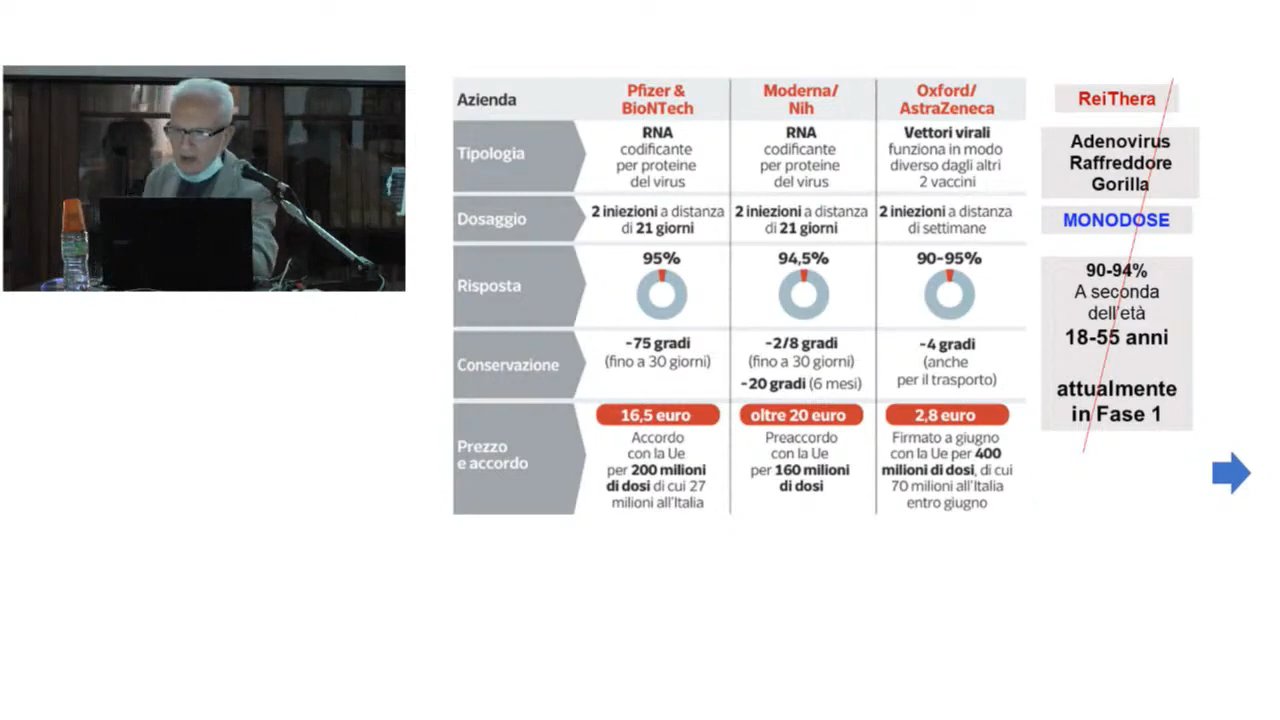 Azienda
Pfizer &
BioNTech
Moderna/
Nih
Oxford/
AstraZeneca
Tipologia
RNA
codificante
per proteine
del virus
RNA
codificante
per proteine
del virus
Vettori virali
funziona in modo
diverso dagli altri
2 vaccini
Dosaggio
2 iniezioni a distanza
di 21 giorni
2 iniezioni a distanza
di 21 giorni
2 iniezioni a distanza
di settimane
Risposta
95%
94,5%
90-95%
Conservazione
-75 gradi
(fino a 30 giorni)
-2/8 gradi
(fino a 30 giorni)
-20 gradi (6 mesi)
-4 gradi
(anche
per il trasporto)
Prezzo
e accordo
16,5 euro
Accordo
con la Ue
per 200 milioni
di dosi di cui 27
milioni all'Italia
oltre 20 euro
Preaccordo
con la Ue
per 160 milioni
di dosi
2,8 euro
Firmato a giugno
con la Ue per 400
milioni di dosi, di cui
70 milioni all'Italia
entro giugno
ReiThera
Adenovirus
Raffreddore
Gorilla
MONODOSE
90-94%
A seconda
dell'età
18-55 anni
attualmente
in Fase 1